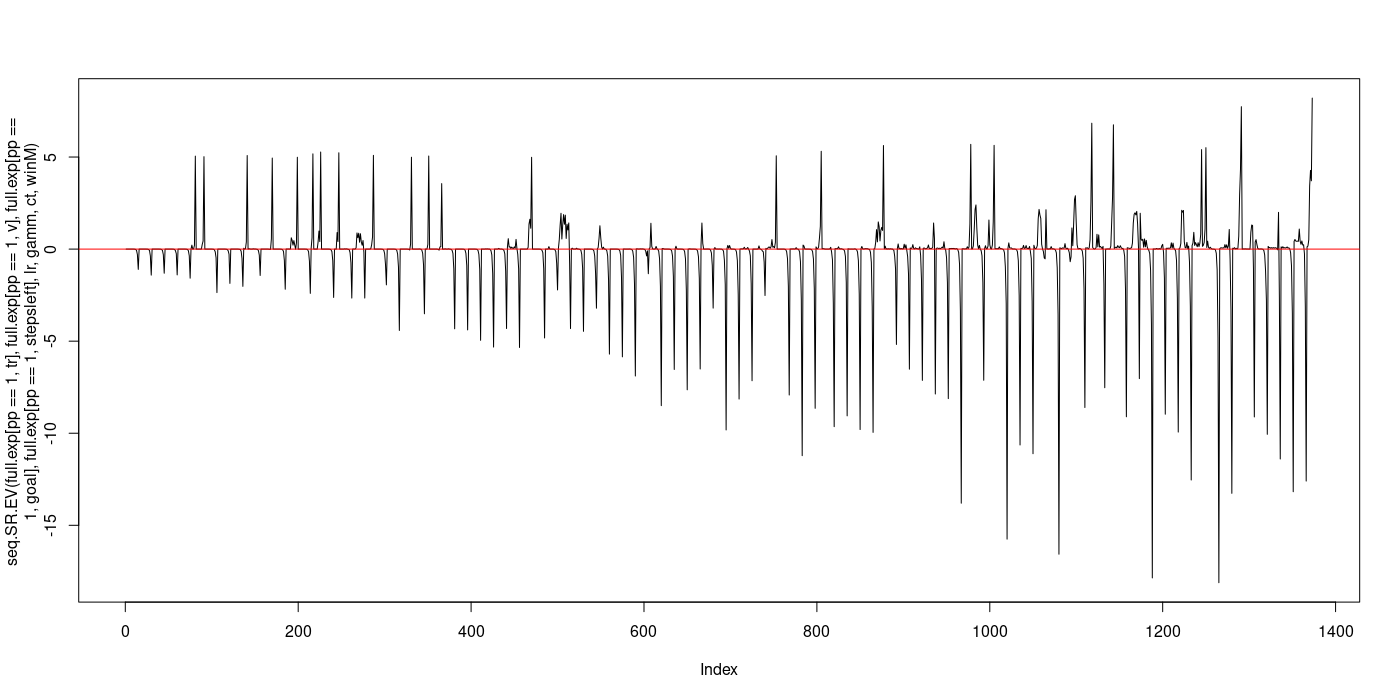 seq.SR.EV(full.exp[pp == 1, tr], full.exp[pp == 1, v], full.exp[pp ==
1, goal], full.exp[pp == 1, stepsleft], lr, gamm, ct, winM)
5
0
-5
-10
-15
0 200 400 600 800 1000 1200 1400
Index